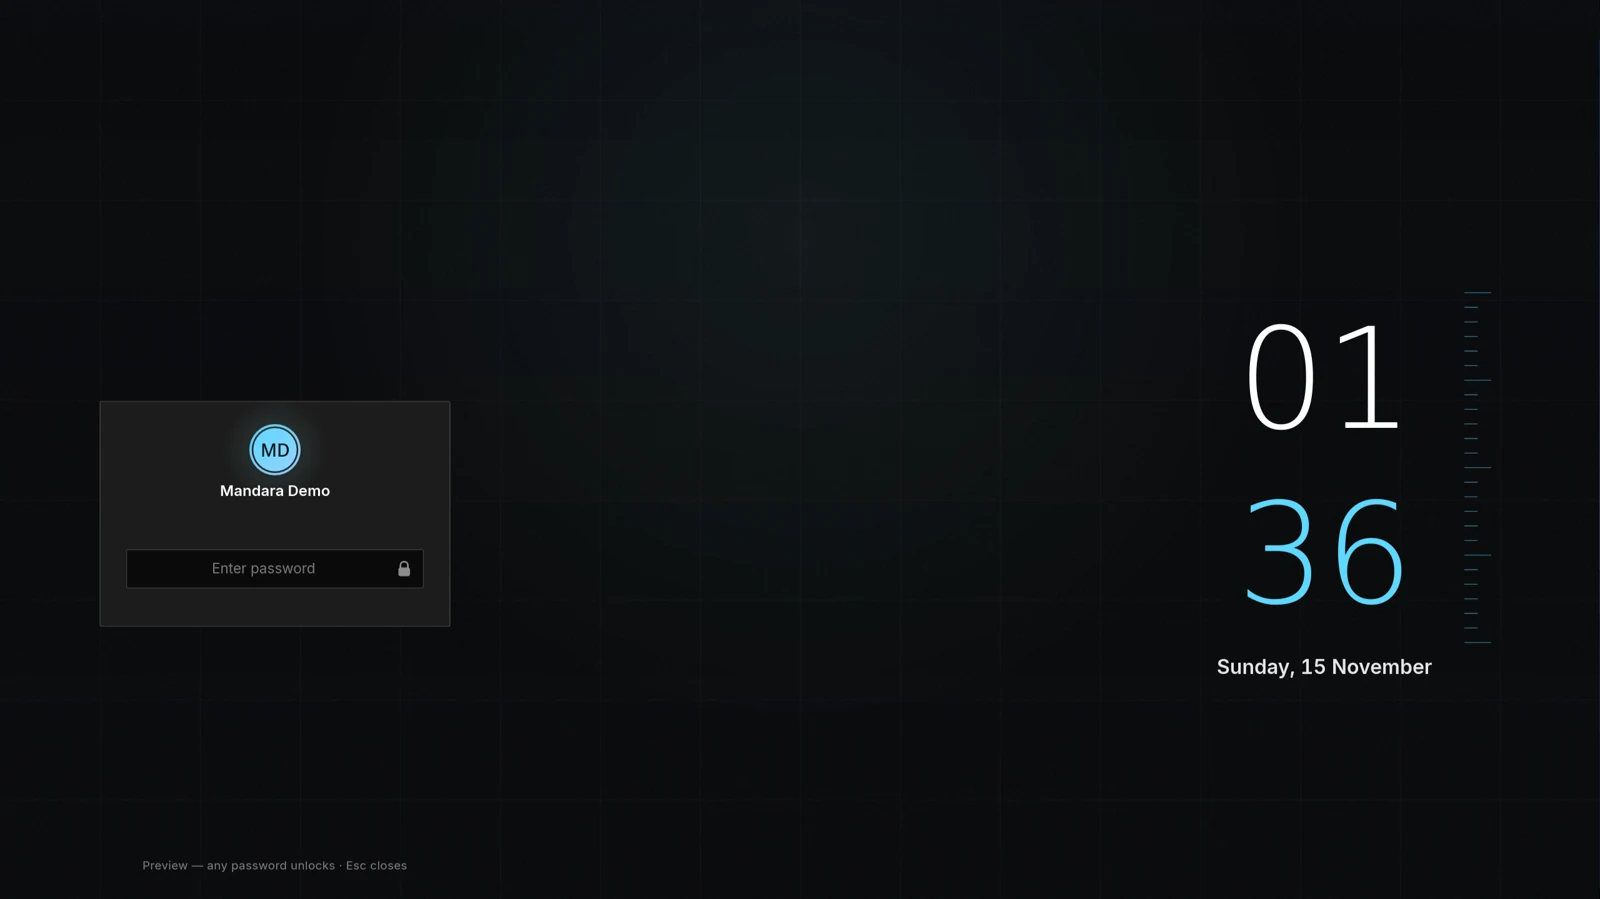 MD
Mandara Demo
Enter password
01
36
Sunday, 15 November
Preview — any password unlocks · Esc closes